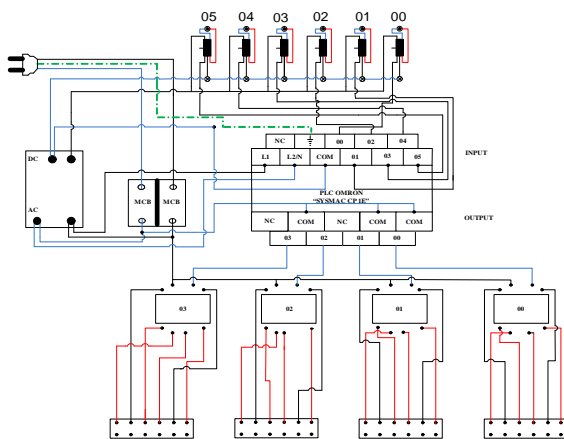 05 04 03 02 01 00
NC 00 02 04
DC
INPUT
L1 L2/N COM 01 03 05
AC
MCB MCB
PLC OMRON
"SYSMAC CP IE"
OUTPUT
NC COM NC COM COM
03 02 01 00
03 02 01 00